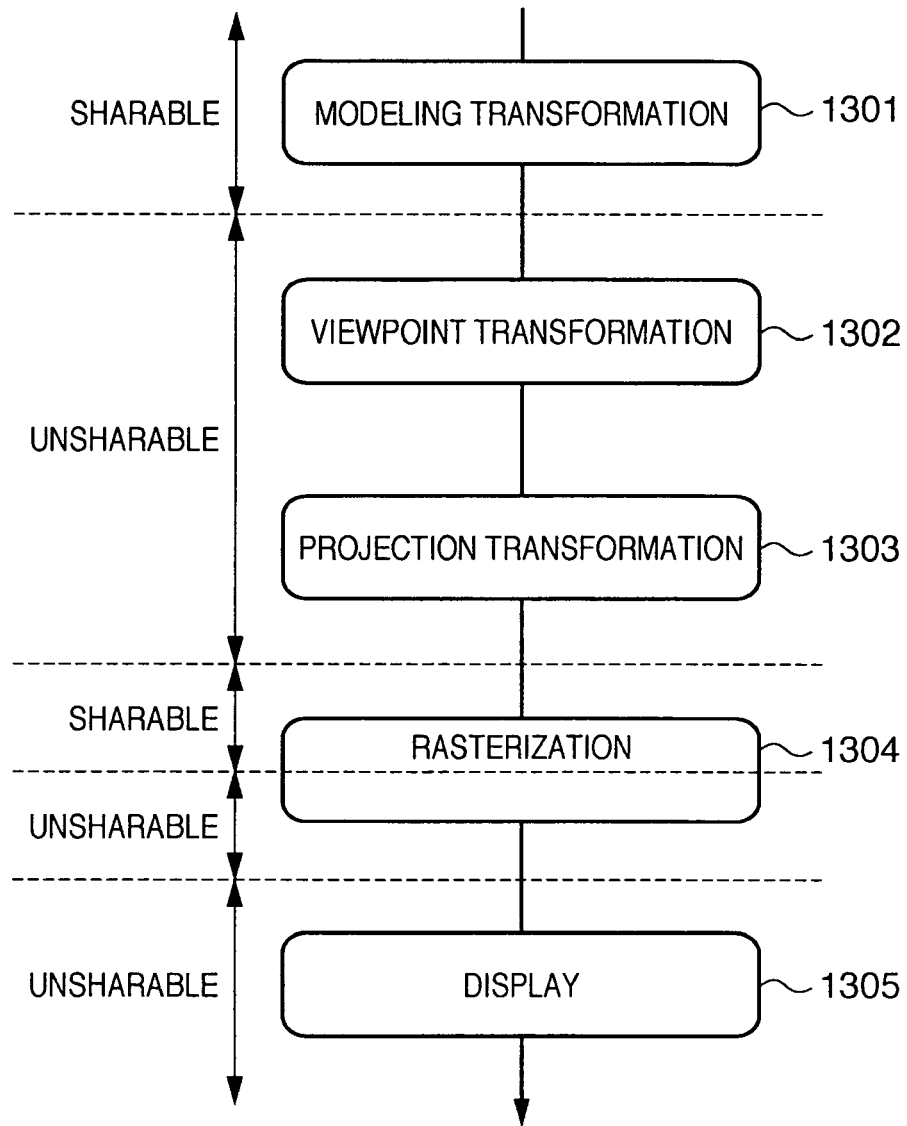 SHARABLE
MODELING TRANSFORMATION
1301
VIEWPOINT TRANSFORMATION
1302
UNSHARABLE
PROJECTION TRANSFORMATION
1303
SHARABLE
RASTERIZATION
1304
UNSHARABLE
UNSHARABLE
DISPLAY
1305